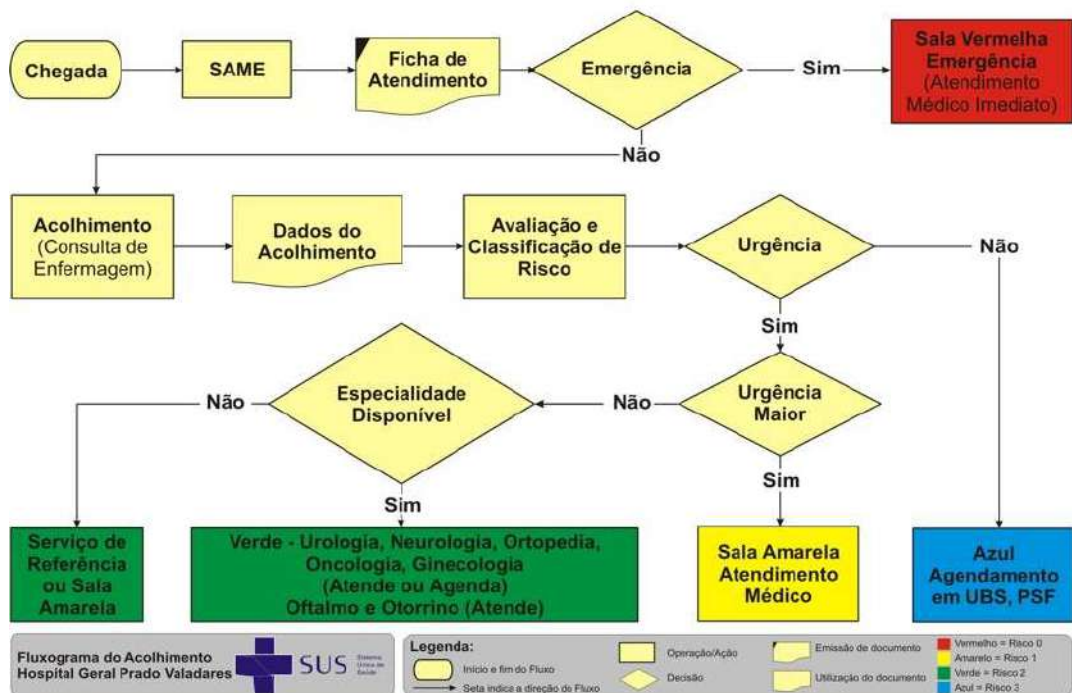 Chegada
SAME
Ficha de
Atendimento
Emergência
Sim
Sala Vermelha
Emergência
(Atendimento
Médico Imediato)
Não
Acolhimento
(Consulta de
Enfermagem)
Dados do
Acolhimento
Avaliação e
Classificação de
Risco
Urgência
Não
Sim
Urgência
Maior
Não
Especialidade
Disponível
Não
Sim
Sim
Serviço de
Referência
ou Sala
Amarela
Verde - Urologia, Neurologia, Ortopedia,
Oncologia, Ginecologia
(Atende ou Agenda)
Oftalmo e Otorrino (Atende)
Sala Amarela
Atendimento
Médico
Azul
Agendamento
em UBS, PSF
Fluxograma do Acolhimento
Hospital Geral Prado Valadares
SUS
Sistema
Único de
Saúde
Legenda:
Início e fim do Fluxo
Seta indica a direção do Fluxo
Operação/Ação
Decisão
Emissão de documento
Utilização do documento
Vermelho = Risco 0
Amarelo = Risco 1
Verde = Risco 2
Azul = Risco 3